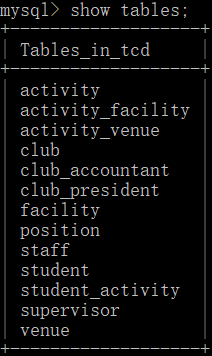 mysql> show tables;
+------------------+
| Tables_in_tcd    |
+------------------+
| activity         |
| activity_facility |
| activity_venue   |
| club             |
| club_accountant  |
| club_president   |
| facility         |
| position         |
| staff            |
| student          |
| student_activity |
| supervisor       |
| venue            |
+------------------+